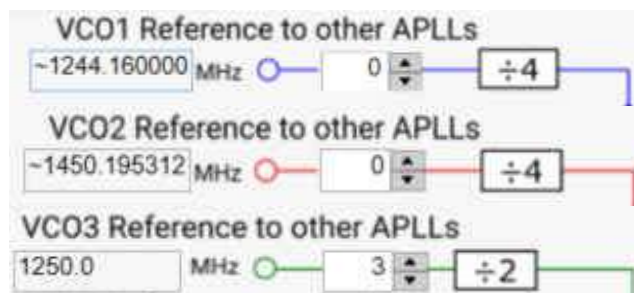 VCO1 Reference to other APLLs
~1244.160000 MHz 0 ÷4
VCO2 Reference to other APLLs
~1450.195312 MHz 0 ÷4
VCO3 Reference to other APLLs
1250.0 MHz 3 ÷2